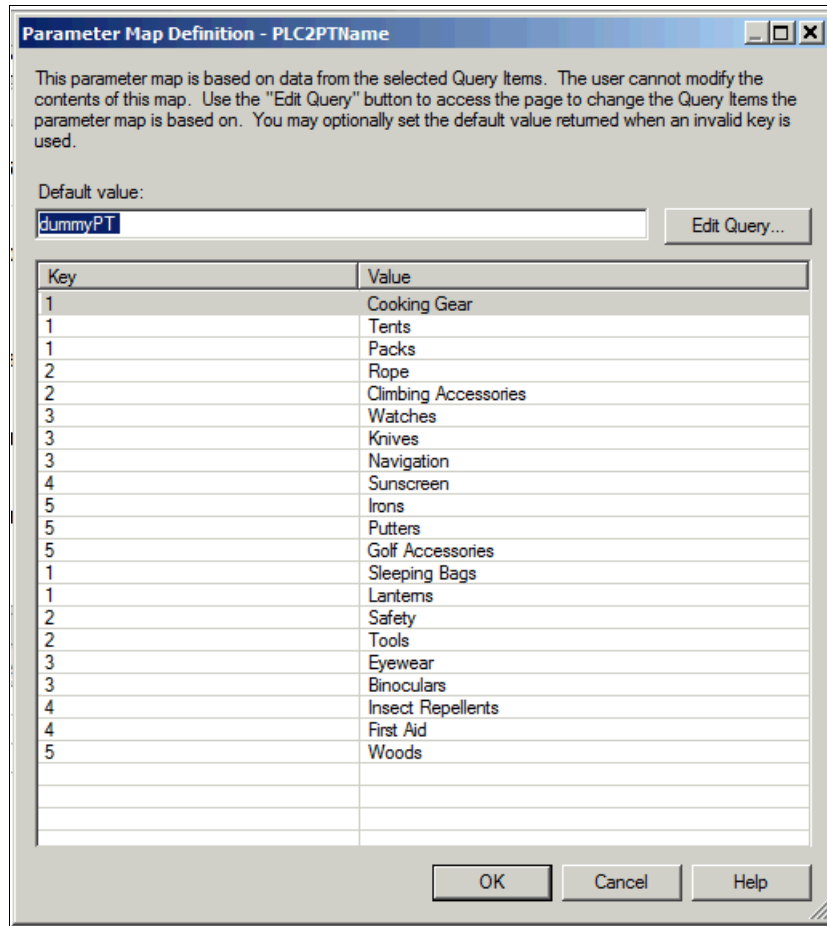 Parameter Map Definition - PLC2PTName
This parameter map is based on data from the selected Query Items. The user cannot modify the
contents of this map. Use the "Edit Query" button to access the page to change the Query Items the
parameter map is based on. You may optionally set the default value returned when an invalid key is
used.
Default value:
dummyPT Edit Query...
Key Value
1 Cooking Gear
1 Tents
1 Packs
2 Rope
2 Climbing Accessories
3 Watches
3 Knives
3 Navigation
4 Sunscreen
5 Irons
5 Putters
5 Golf Accessories
1 Sleeping Bags
1 Lanterns
2 Safety
2 Tools
3 Eyewear
3 Binoculars
4 Insect Repellents
4 First Aid
5 Woods
OK Cancel Help